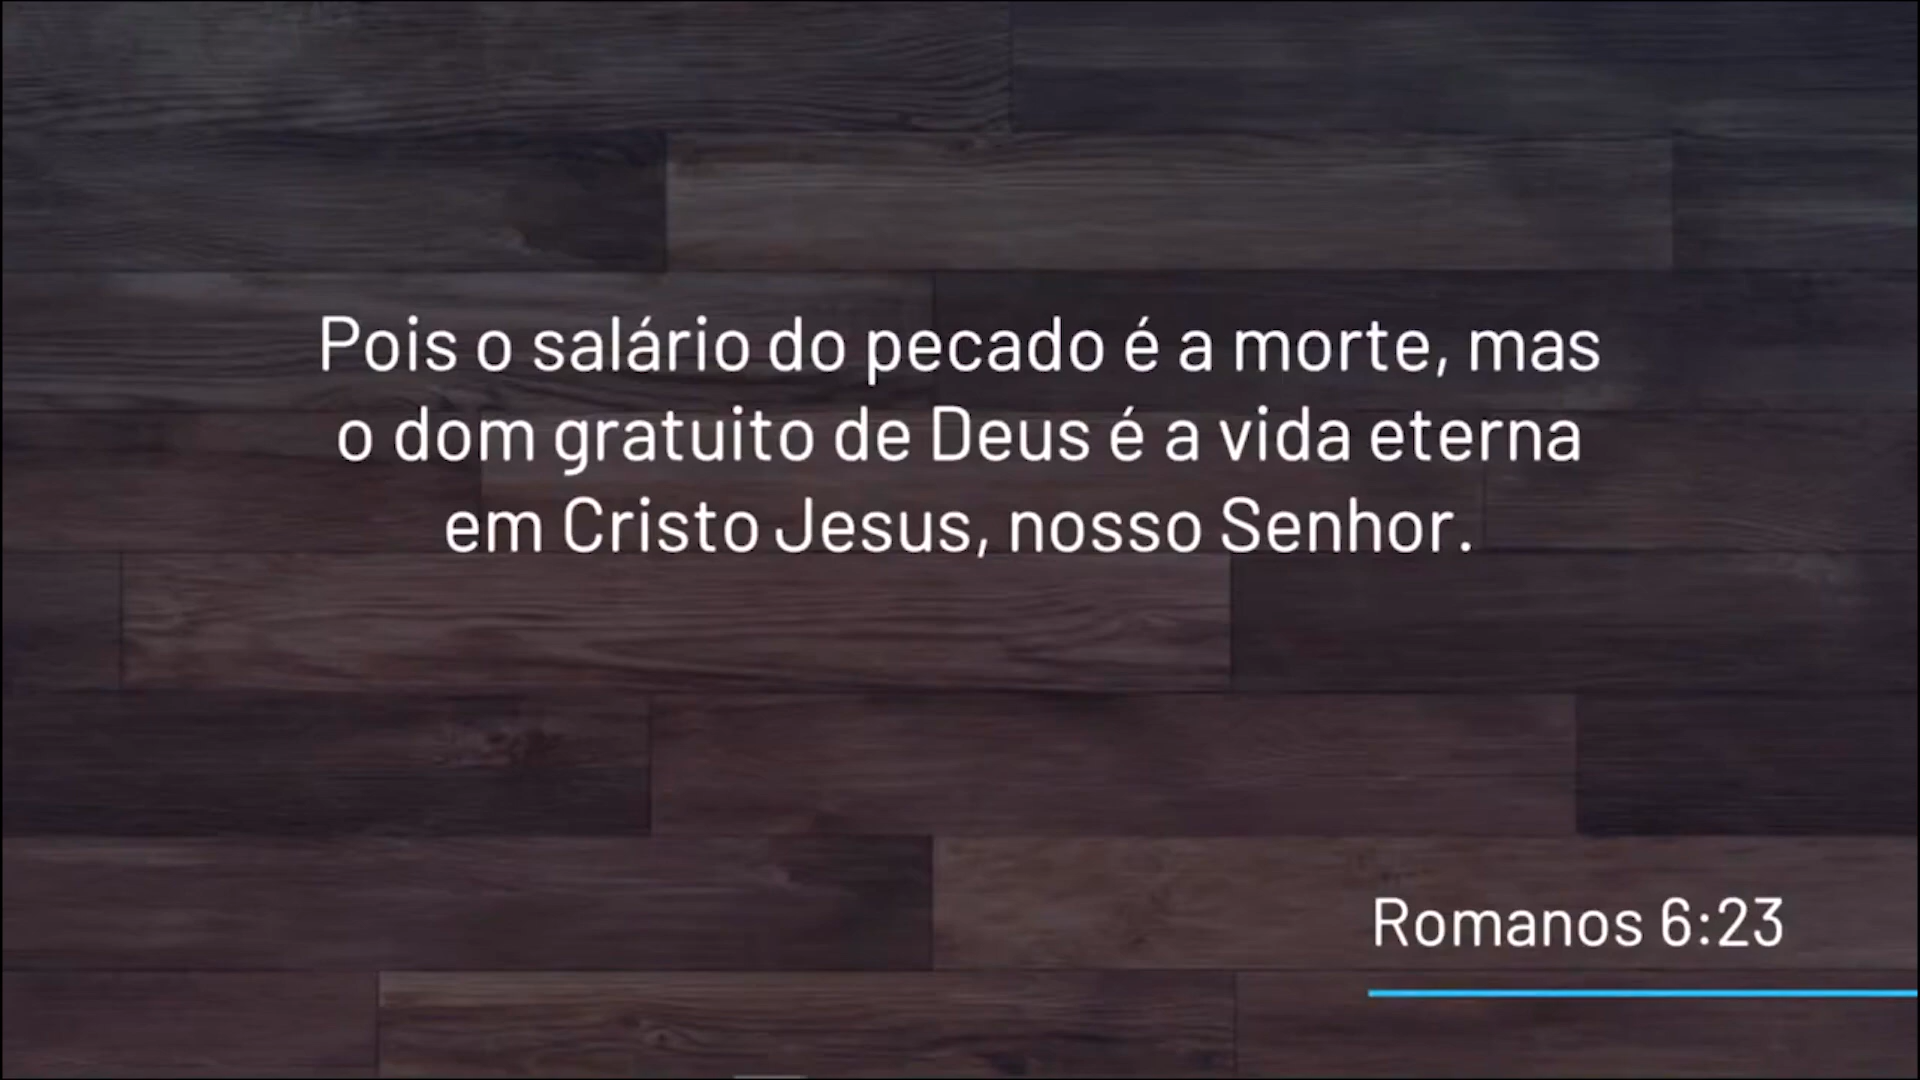 Pois o salário do pecado é a morte, mas
o dom gratuito de Deus é a vida eterna
em Cristo Jesus, nosso Senhor.
Romanos 6:23